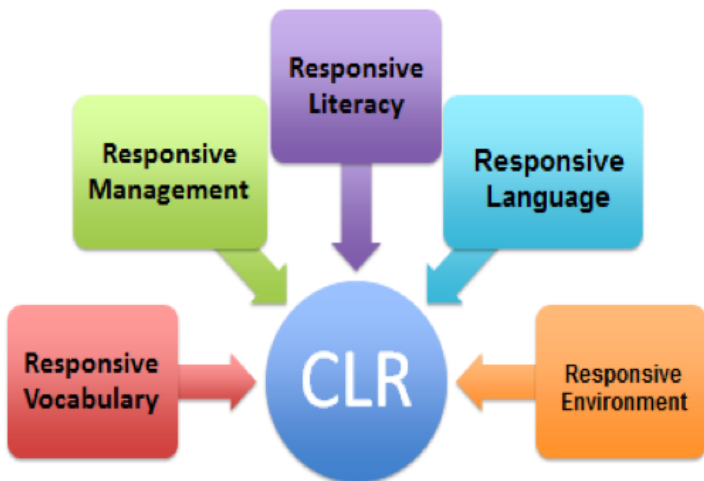 Responsive
Literacy
Responsive
Management
Responsive
Language
Responsive
Vocabulary
CLR
Responsive
Environment